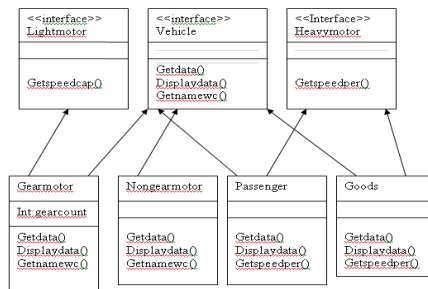 <<interface>>
Lightmotor
Getspeedcap()
<<interface>>
Vehicle
Getdata()
Displaydata()
Getnamewc()
<<Interface>>
Heavymotor
Getspeedper()
Gearmotor
Int:gearcount
Getdata()
Displaydata()
Getnamewc()
Nongearmotor
Getdata()
Displaydata()
Getnamewc()
Passenger
Getdata()
Displaydata()
Getspeedper()
Goods
Getdata()
Displaydata()
Getspeedper()